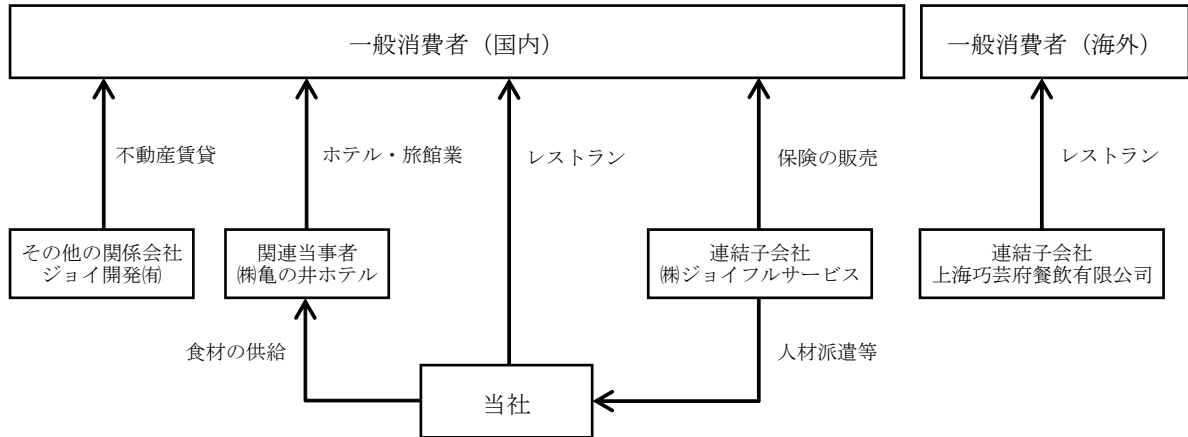 一般消費者（国内）
一般消費者（海外）
不動産賃貸
ホテル・旅館業
レストラン
保険の販売
レストラン
その他の関係会社
ジョイ開発㈲
関連当事者
㈱亀の井ホテル
連結子会社
㈱ジョイフルサービス
連結子会社
上海巧芸府餐飲有限公司
食材の供給
人材派遣等
当社